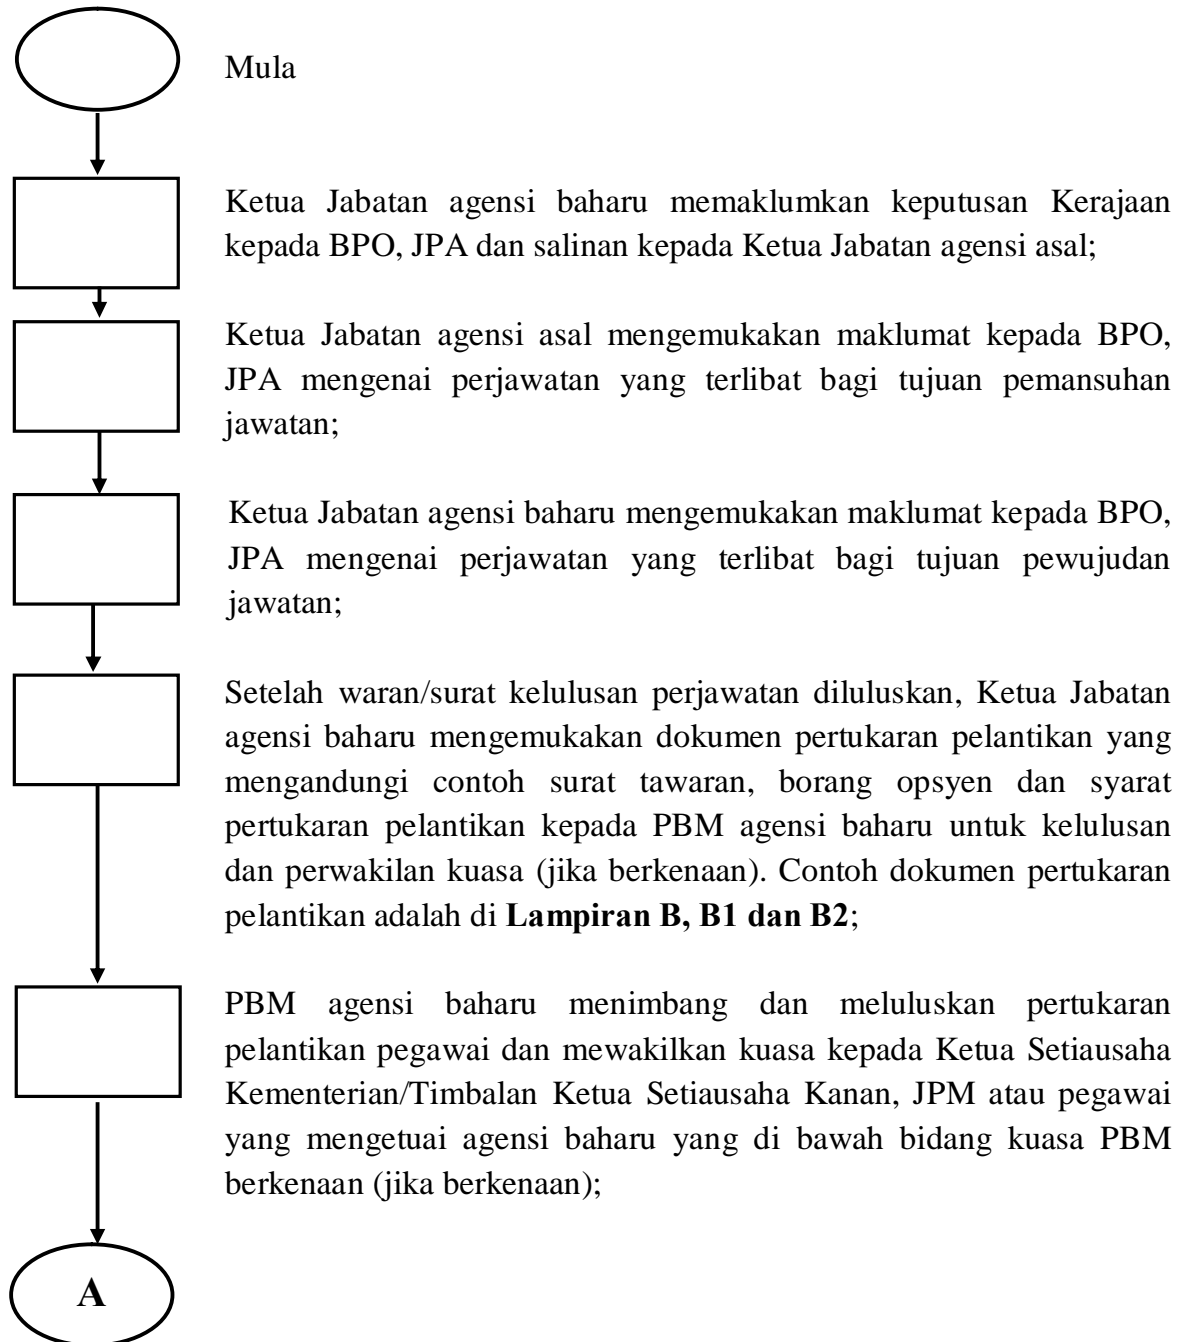 Mula
Ketua Jabatan agensi baharu memaklumkan keputusan Kerajaan
kepada BPO, JPA dan salinan kepada Ketua Jabatan agensi asal;
Ketua Jabatan agensi asal mengemukakan maklumat kepada BPO,
JPA mengenai perjawatan yang terlibat bagi tujuan pemansuhan
jawatan;
Ketua Jabatan agensi baharu mengemukakan maklumat kepada BPO,
JPA mengenai perjawatan yang terlibat bagi tujuan pewujudan
jawatan;
Setelah waran/surat kelulusan perjawatan diluluskan, Ketua Jabatan
agensi baharu mengemukakan dokumen pertukaran pelantikan yang
mengandungi contoh surat tawaran, borang opsyen dan syarat
pertukaran pelantikan kepada PBM agensi baharu untuk kelulusan
dan perwakilan kuasa (jika berkenaan). Contoh dokumen pertukaran
pelantikan adalah di Lampiran B, B1 dan B2;
PBM agensi baharu menimbang dan meluluskan pertukaran
pelantikan pegawai dan mewakilkan kuasa kepada Ketua Setiausaha
Kementerian/Timbalan Ketua Setiausaha Kanan, JPM atau pegawai
yang mengetuai agensi baharu yang di bawah bidang kuasa PBM
berkenaan (jika berkenaan);
A